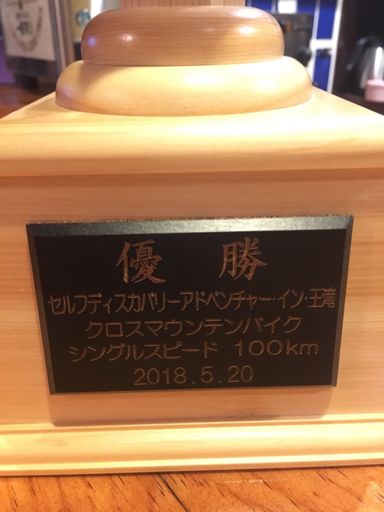 優勝
セルフディスカバリーアドベンチャー・イン・王滝
クロスマウンテンバイク
シングルスピード 100km
2018.5.20